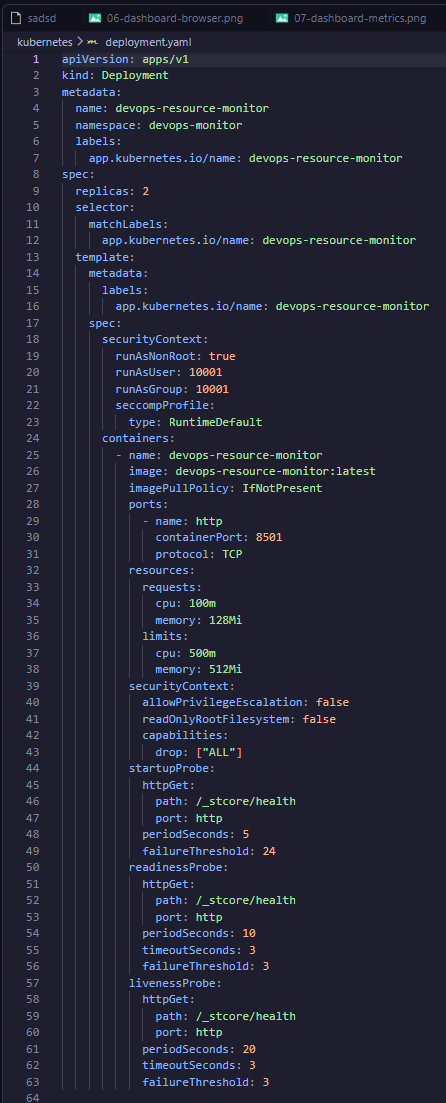 sadsd 06-dashboard-browser.png 07-dashboard-metrics.png
kubernetes > deployment.yaml
1 apiVersion: apps/v1
2 kind: Deployment
3 metadata:
4   name: devops-resource-monitor
5   namespace: devops-monitor
6   labels:
7     app.kubernetes.io/name: devops-resource-monitor
8 spec:
9   replicas: 2
10   selector:
11     matchLabels:
12       app.kubernetes.io/name: devops-resource-monitor
13   template:
14     metadata:
15       labels:
16         app.kubernetes.io/name: devops-resource-monitor
17     spec:
18       securityContext:
19         runAsNonRoot: true
20         runAsUser: 10001
21         runAsGroup: 10001
22         seccompProfile:
23           type: RuntimeDefault
24       containers:
25         - name: devops-resource-monitor
26           image: devops-resource-monitor:latest
27           imagePullPolicy: IfNotPresent
28           ports:
29             - name: http
30               containerPort: 8501
31               protocol: TCP
32           resources:
33             requests:
34               cpu: 100m
35               memory: 128Mi
36             limits:
37               cpu: 500m
38               memory: 512Mi
39           securityContext:
40             allowPrivilegeEscalation: false
41             readOnlyRootFilesystem: false
42             capabilities:
43               drop: ["ALL"]
44           startupProbe:
45             httpGet:
46               path: /_stcore/health
47               port: http
48             periodSeconds: 5
49             failureThreshold: 24
50           readinessProbe:
51             httpGet:
52               path: /_stcore/health
53               port: http
54             periodSeconds: 10
55             timeoutSeconds: 3
56             failureThreshold: 3
57           livenessProbe:
58             httpGet:
59               path: /_stcore/health
60               port: http
61             periodSeconds: 20
62             timeoutSeconds: 3
63             failureThreshold: 3
64